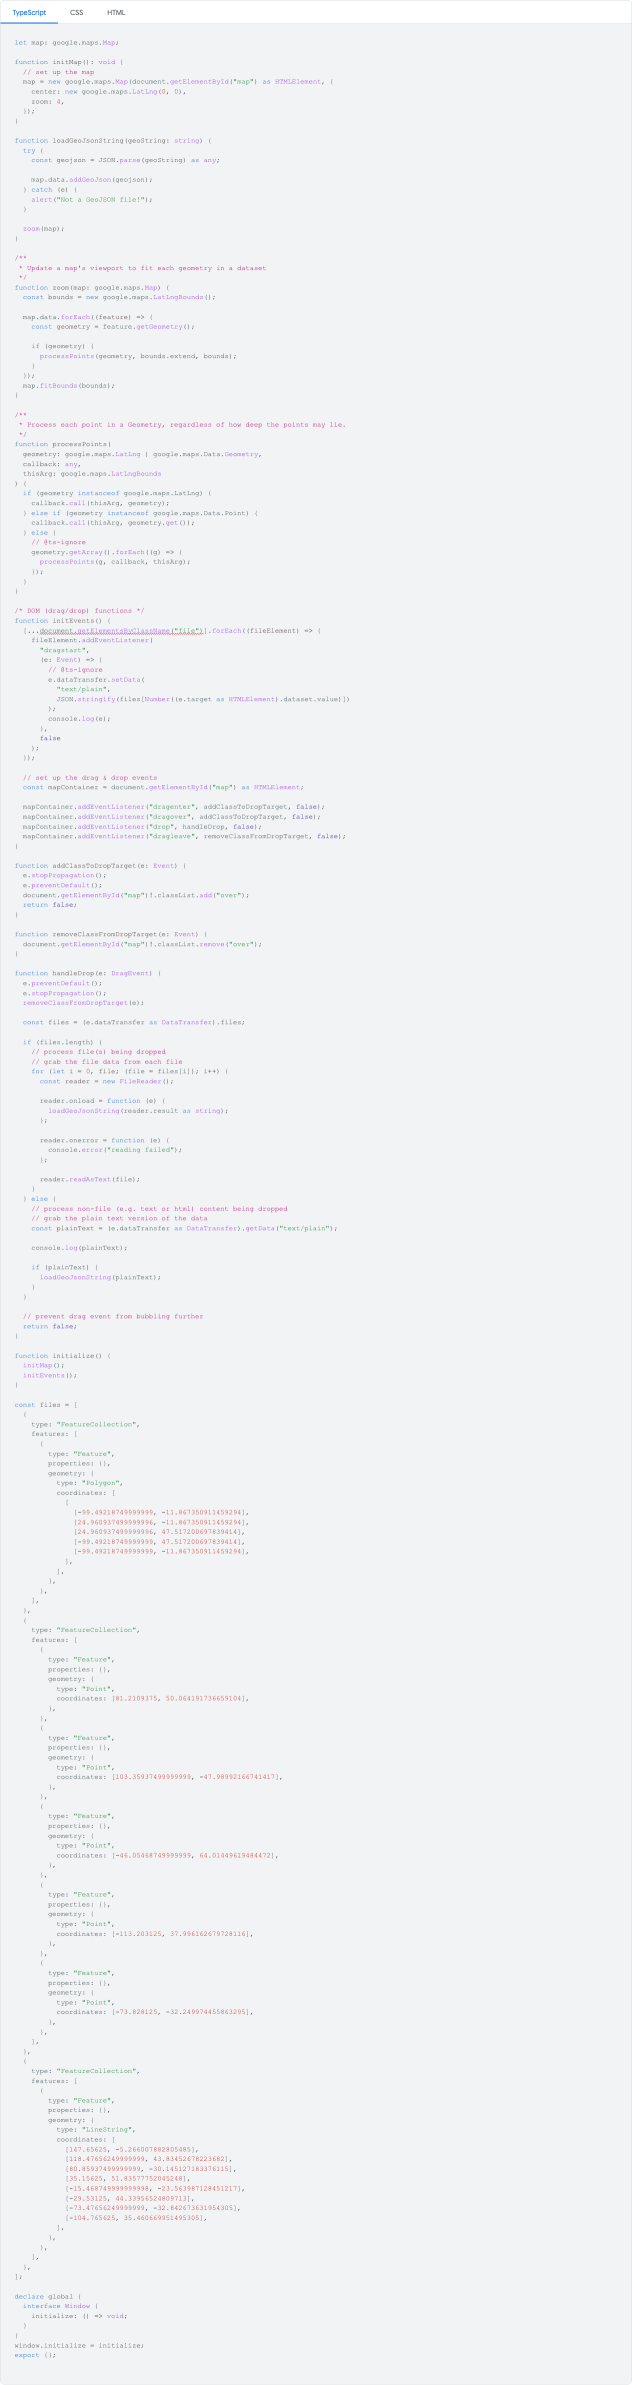 TypeScript CSS HTML
let map: google.maps.Map;
function initMap(): void {
// set up the map
map = new google.maps.Map(document.getElementById("map") as HTMLElement, {
center: new google.maps.LatLng(0, 0),
zoom: 4,
});
}
function loadGeoJsonString(geoString: string) {
try {
const geojson = JSON.parse(geoString) as any;
map.data.addGeoJson(geojson);
} catch (e) {
alert("Not a GeoJSON file!");
}
zoom(map);
}
/**
* Update a map's viewport to fit each geometry in a dataset
*/
function zoom(map: google.maps.Map) {
const bounds = new google.maps.LatLngBounds();
map.data.forEach((feature) => {
const geometry = feature.getGeometry();
if (geometry) {
processPoints(geometry, bounds.extend, bounds);
}
});
map.fitBounds(bounds);
}
/**
* Process each point in a Geometry, regardless of how deep the points may lie.
*/
function processPoints(
geometry: google.maps.LatLng | google.maps.Data.Geometry,
callback: any,
thisArg: google.maps.LatLngBounds
) {
if (geometry instanceof google.maps.LatLng) {
callback.call(thisArg, geometry);
} else if (geometry instanceof google.maps.Data.Point) {
callback.call(thisArg, geometry.get());
} else {
// @ts-ignore
geometry.getArray().forEach((g) => {
processPoints(g, callback, thisArg);
});
}
}
/* DOM (drag/drop) functions */
function initEvents() {
[...document.getElementsByClassName("file")].forEach((fileElement) => {
fileElement.addEventListener(
"dragstart",
(e: Event) => {
// @ts-ignore
e.dataTransfer.setData(
"text/plain",
JSON.stringify(files[Number((e.target as HTMLElement).dataset.value)])
);
console.log(e);
},
false
);
});
// set up the drag & drop events
const mapContainer = document.getElementById("map") as HTMLElement;
mapContainer.addEventListener("dragenter", addClassToDropTarget, false);
mapContainer.addEventListener("dragover", addClassToDropTarget, false);
mapContainer.addEventListener("drop", handleDrop, false);
mapContainer.addEventListener("dragleave", removeClassFromDropTarget, false);
}
function addClassToDropTarget(e: Event) {
e.stopPropagation();
e.preventDefault();
document.getElementById("map")!.classList.add("over");
return false;
}
function removeClassFromDropTarget(e: Event) {
document.getElementById("map")!.classList.remove("over");
}
function handleDrop(e: DragEvent) {
e.preventDefault();
e.stopPropagation();
removeClassFromDropTarget(e);
const files = (e.dataTransfer as DataTransfer).files;
if (files.length) {
// process file(s) being dropped
// grab the file data from each file
for (let i = 0, file; (file = files[i]); i++) {
const reader = new FileReader();
reader.onload = function (e) {
loadGeoJsonString(reader.result as string);
};
reader.onerror = function (e) {
console.error("reading failed");
};
reader.readAsText(file);
}
} else {
// process non-file (e.g. text or html) content being dropped
// grab the plain text version of the data
const plainText = (e.dataTransfer as DataTransfer).getData("text/plain");
console.log(plainText);
if (plainText) {
loadGeoJsonString(plainText);
}
}
// prevent drag event from bubbling further
return false;
}
function initialize() {
initMap();
initEvents();
}
const files = [
{
type: "FeatureCollection",
features: [
{
type: "Feature",
properties: {},
geometry: {
type: "Polygon",
coordinates: [
[
[-99.49218749999999, -11.867350911459294],
[24.960937499999996, -11.867350911459294],
[24.960937499999996, 47.517200697839414],
[-99.49218749999999, 47.517200697839414],
[-99.49218749999999, -11.867350911459294],
],
],
},
},
],
},
{
type: "FeatureCollection",
features: [
{
type: "Feature",
properties: {},
geometry: {
type: "Point",
coordinates: [81.2109375, 50.064191736659104],
},
},
{
type: "Feature",
properties: {},
geometry: {
type: "Point",
coordinates: [103.35937499999999, -47.98992166741417],
},
},
{
type: "Feature",
properties: {},
geometry: {
type: "Point",
coordinates: [-46.05468749999999, 64.01449619484472],
},
},
{
type: "Feature",
properties: {},
geometry: {
type: "Point",
coordinates: [-113.203125, 37.996162679728116],
},
},
{
type: "Feature",
properties: {},
geometry: {
type: "Point",
coordinates: [-73.828125, -32.249974455863295],
},
},
],
},
{
type: "FeatureCollection",
features: [
{
type: "Feature",
properties: {},
geometry: {
type: "LineString",
coordinates: [
[147.65625, -5.266007882805485],
[118.47656249999999, 43.83452678223682],
[80.85937499999999, -30.145127183376115],
[35.15625, 51.83577752045248],
[-15.468749999999998, -23.563987128451217],
[-29.53125, 44.33956524809713],
[-73.47656249999999, -32.842673631954305],
[-104.765625, 35.460669951495305],
],
},
},
],
},
];
declare global {
interface Window {
initialize: () => void;
}
}
window.initialize = initialize;
export {};